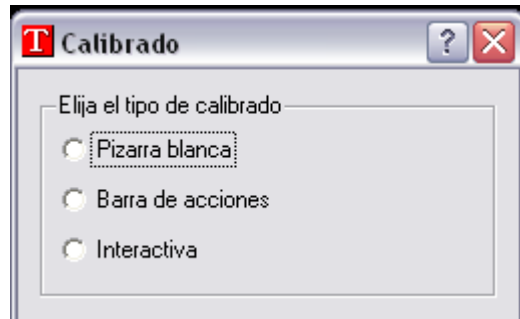 T Calibrado ?
Elija el tipo de calibrado
Pizarra blanca
Barra de acciones
Interactiva